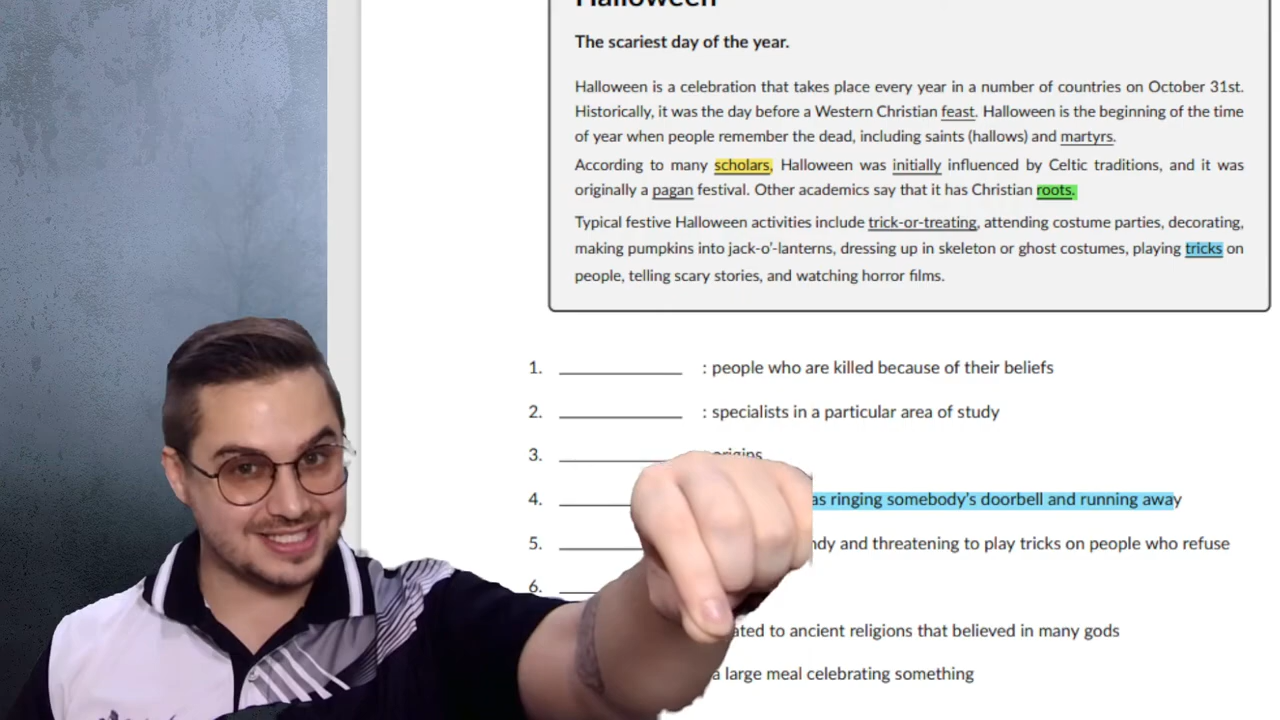 Halloween
The scariest day of the year.
Halloween is a celebration that takes place every year in a number of countries on October 31st.
Historically, it was the day before a Western Christian feast. Halloween is the beginning of the time
of year when people remember the dead, including saints (hallows) and martyrs.
According to many scholars, Halloween was initially influenced by Celtic traditions, and it was
originally a pagan festival. Other academics say that it has Christian roots.
Typical festive Halloween activities include trick-or-treating, attending costume parties, decorating,
making pumpkins into jack-o'-lanterns, dressing up in skeleton or ghost costumes, playing tricks on
people, telling scary stories, and watching horror films.
1. ____________ : people who are killed because of their beliefs
2. ____________ : specialists in a particular area of study
3. ____________ origins
4. ____________ as ringing somebody's doorbell and running away
5. ____________ and threatening to play tricks on people who refuse
6. ____________
to ancient religions that believed in many gods
a large meal celebrating something